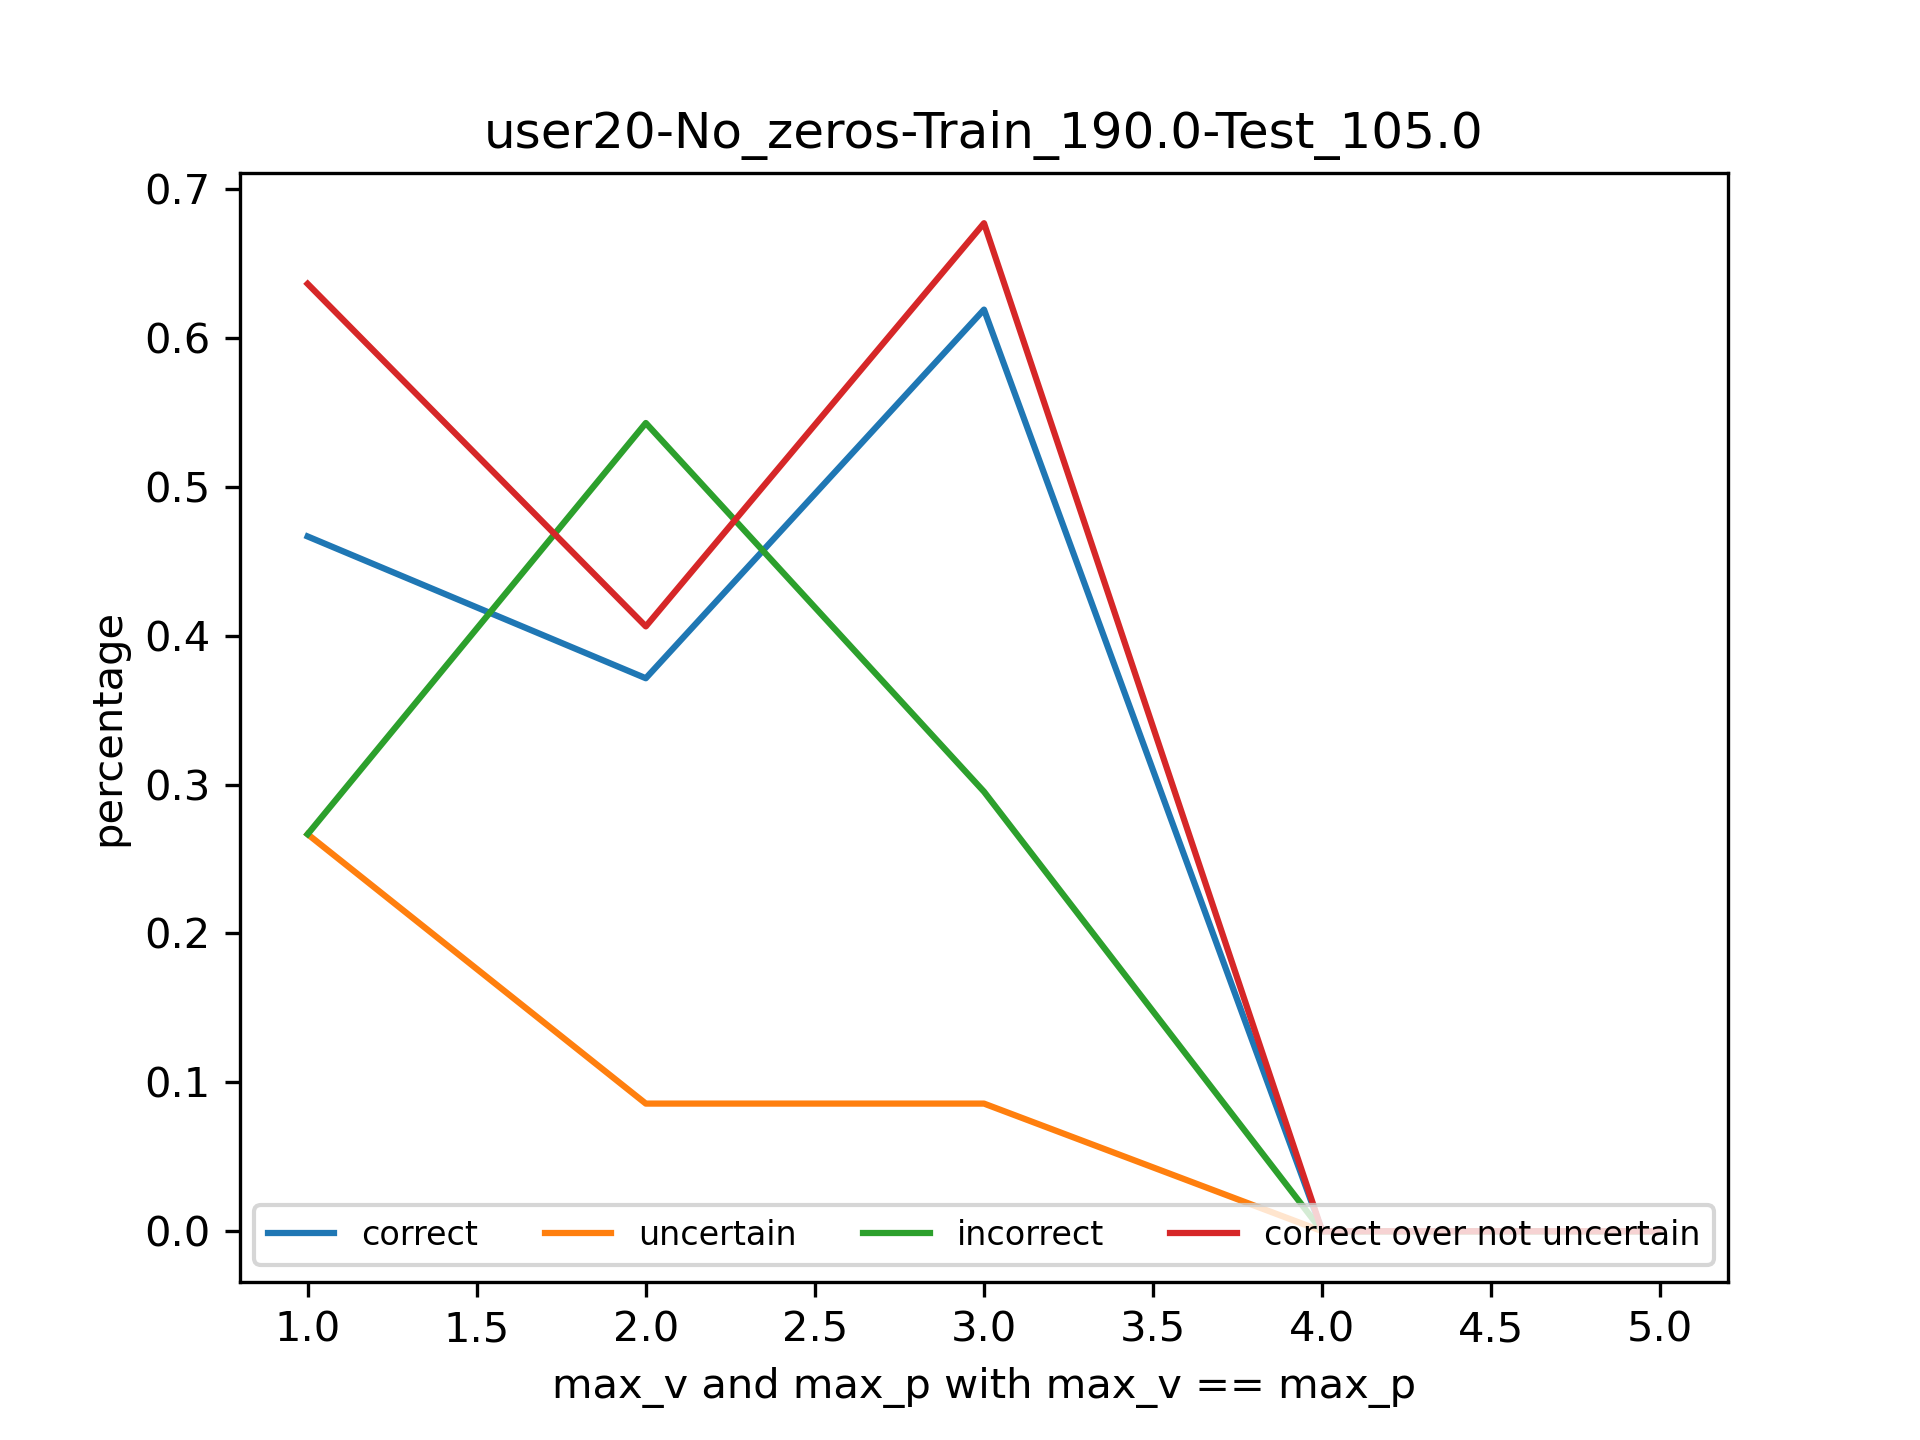 user20-No_zeros-Train_190.0-Test_105.0
0.7
0.6
0.5
0.4
0.3
0.2
0.1
0.0
percentage
correct
uncertain
incorrect
correct over not uncertain
1.0 1.5 2.0 2.5 3.0 3.5 4.0 4.5 5.0
max_v and max_p with max_v == max_p